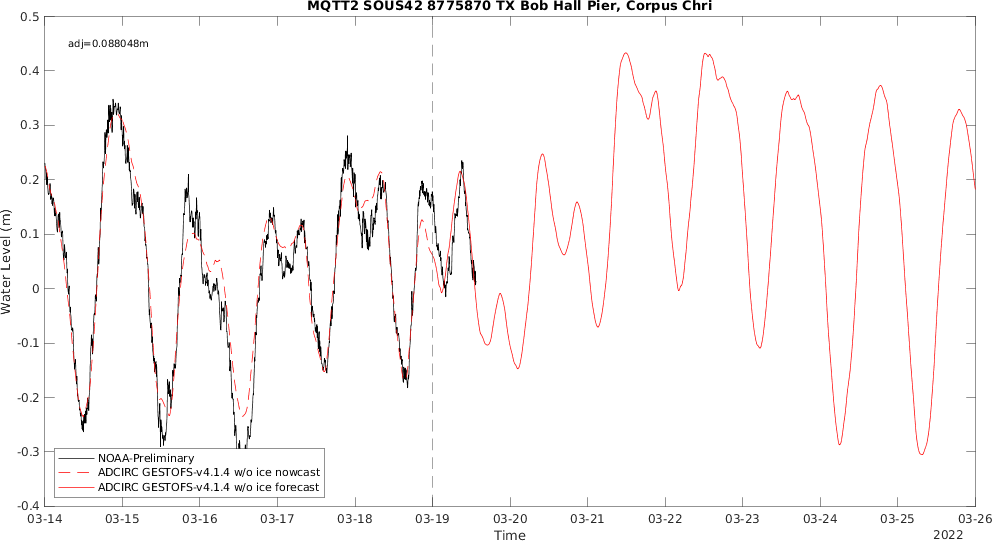 MQTT2 SOUS42 8775870 TX Bob Hall Pier, Corpus Chri
adj=0.088048m
Water Level (m)
0.5
0.4
0.3
0.2
0.1
0
-0.1
-0.2
-0.3
-0.4
NOAA-Preliminary
ADCIRC GESTOFS-v4.1.4 w/o ice nowcast
ADCIRC GESTOFS-v4.1.4 w/o ice forecast
03-14 03-15 03-16 03-17 03-18 03-19 03-20 03-21 03-22 03-23 03-24 03-25 03-26
Time
2022